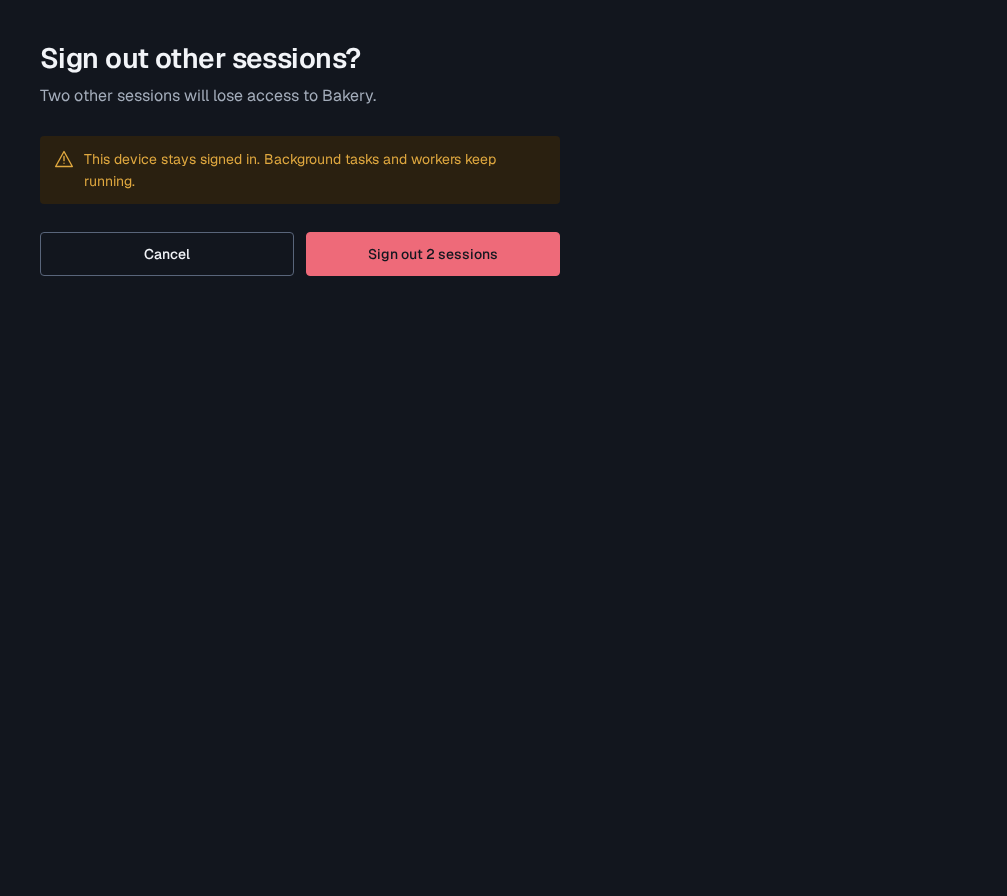 Sign out other sessions?
Two other sessions will lose access to Bakery.
This device stays signed in. Background tasks and workers keep
running.
Cancel
Sign out 2 sessions